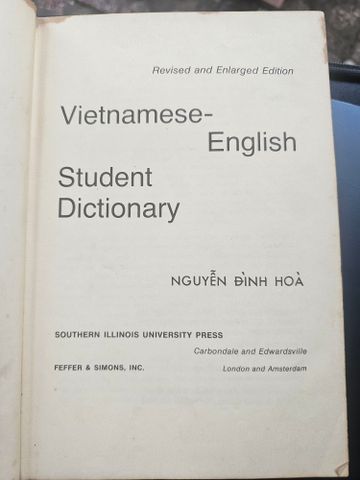 Revised and Enlarged Edition
Vietnamese-
English
Student
Dictionary
NGUYỄN ĐÌNH HOÀ
SOUTHERN ILLINOIS UNIVERSITY PRESS
Carbondale and Edwardsville
FEFFER & SIMONS, INC.
London and Amsterdam